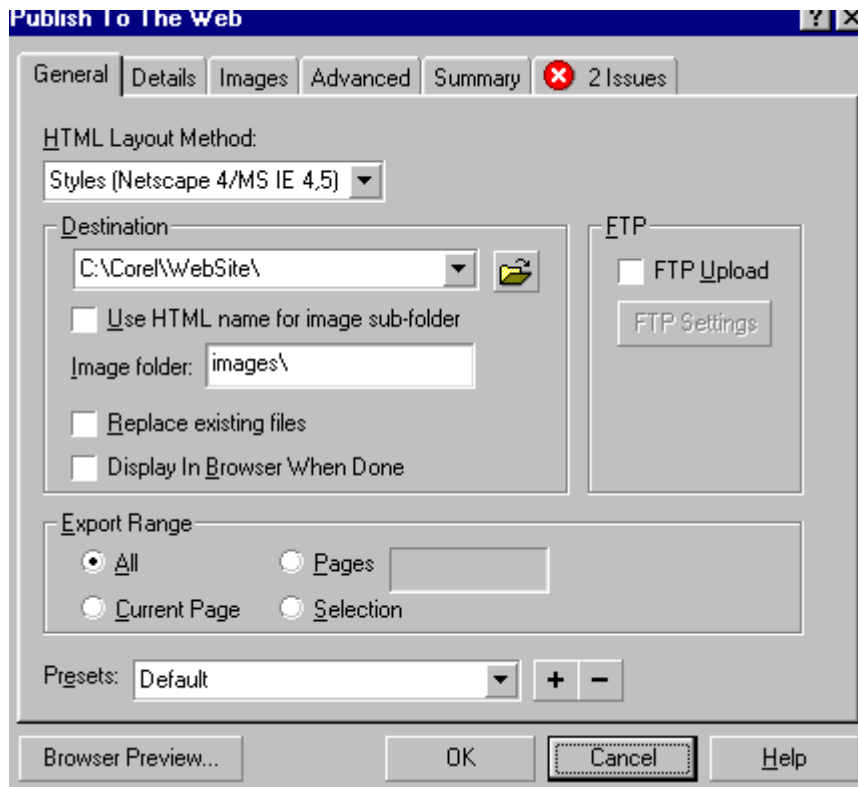 Publish To The Web
General Details Images Advanced Summary 2 Issues
HTML Layout Method:
Styles (Netscape 4/MS IE 4,5)
Destination
C:\Corel\WebSite\
Use HTML name for image sub-folder
Image folder: images\
Replace existing files
Display In Browser When Done
FTP
FTP Upload
FTP Settings
Export Range
All Pages
Current Page Selection
Presets: Default + −
Browser Preview... OK Cancel Help